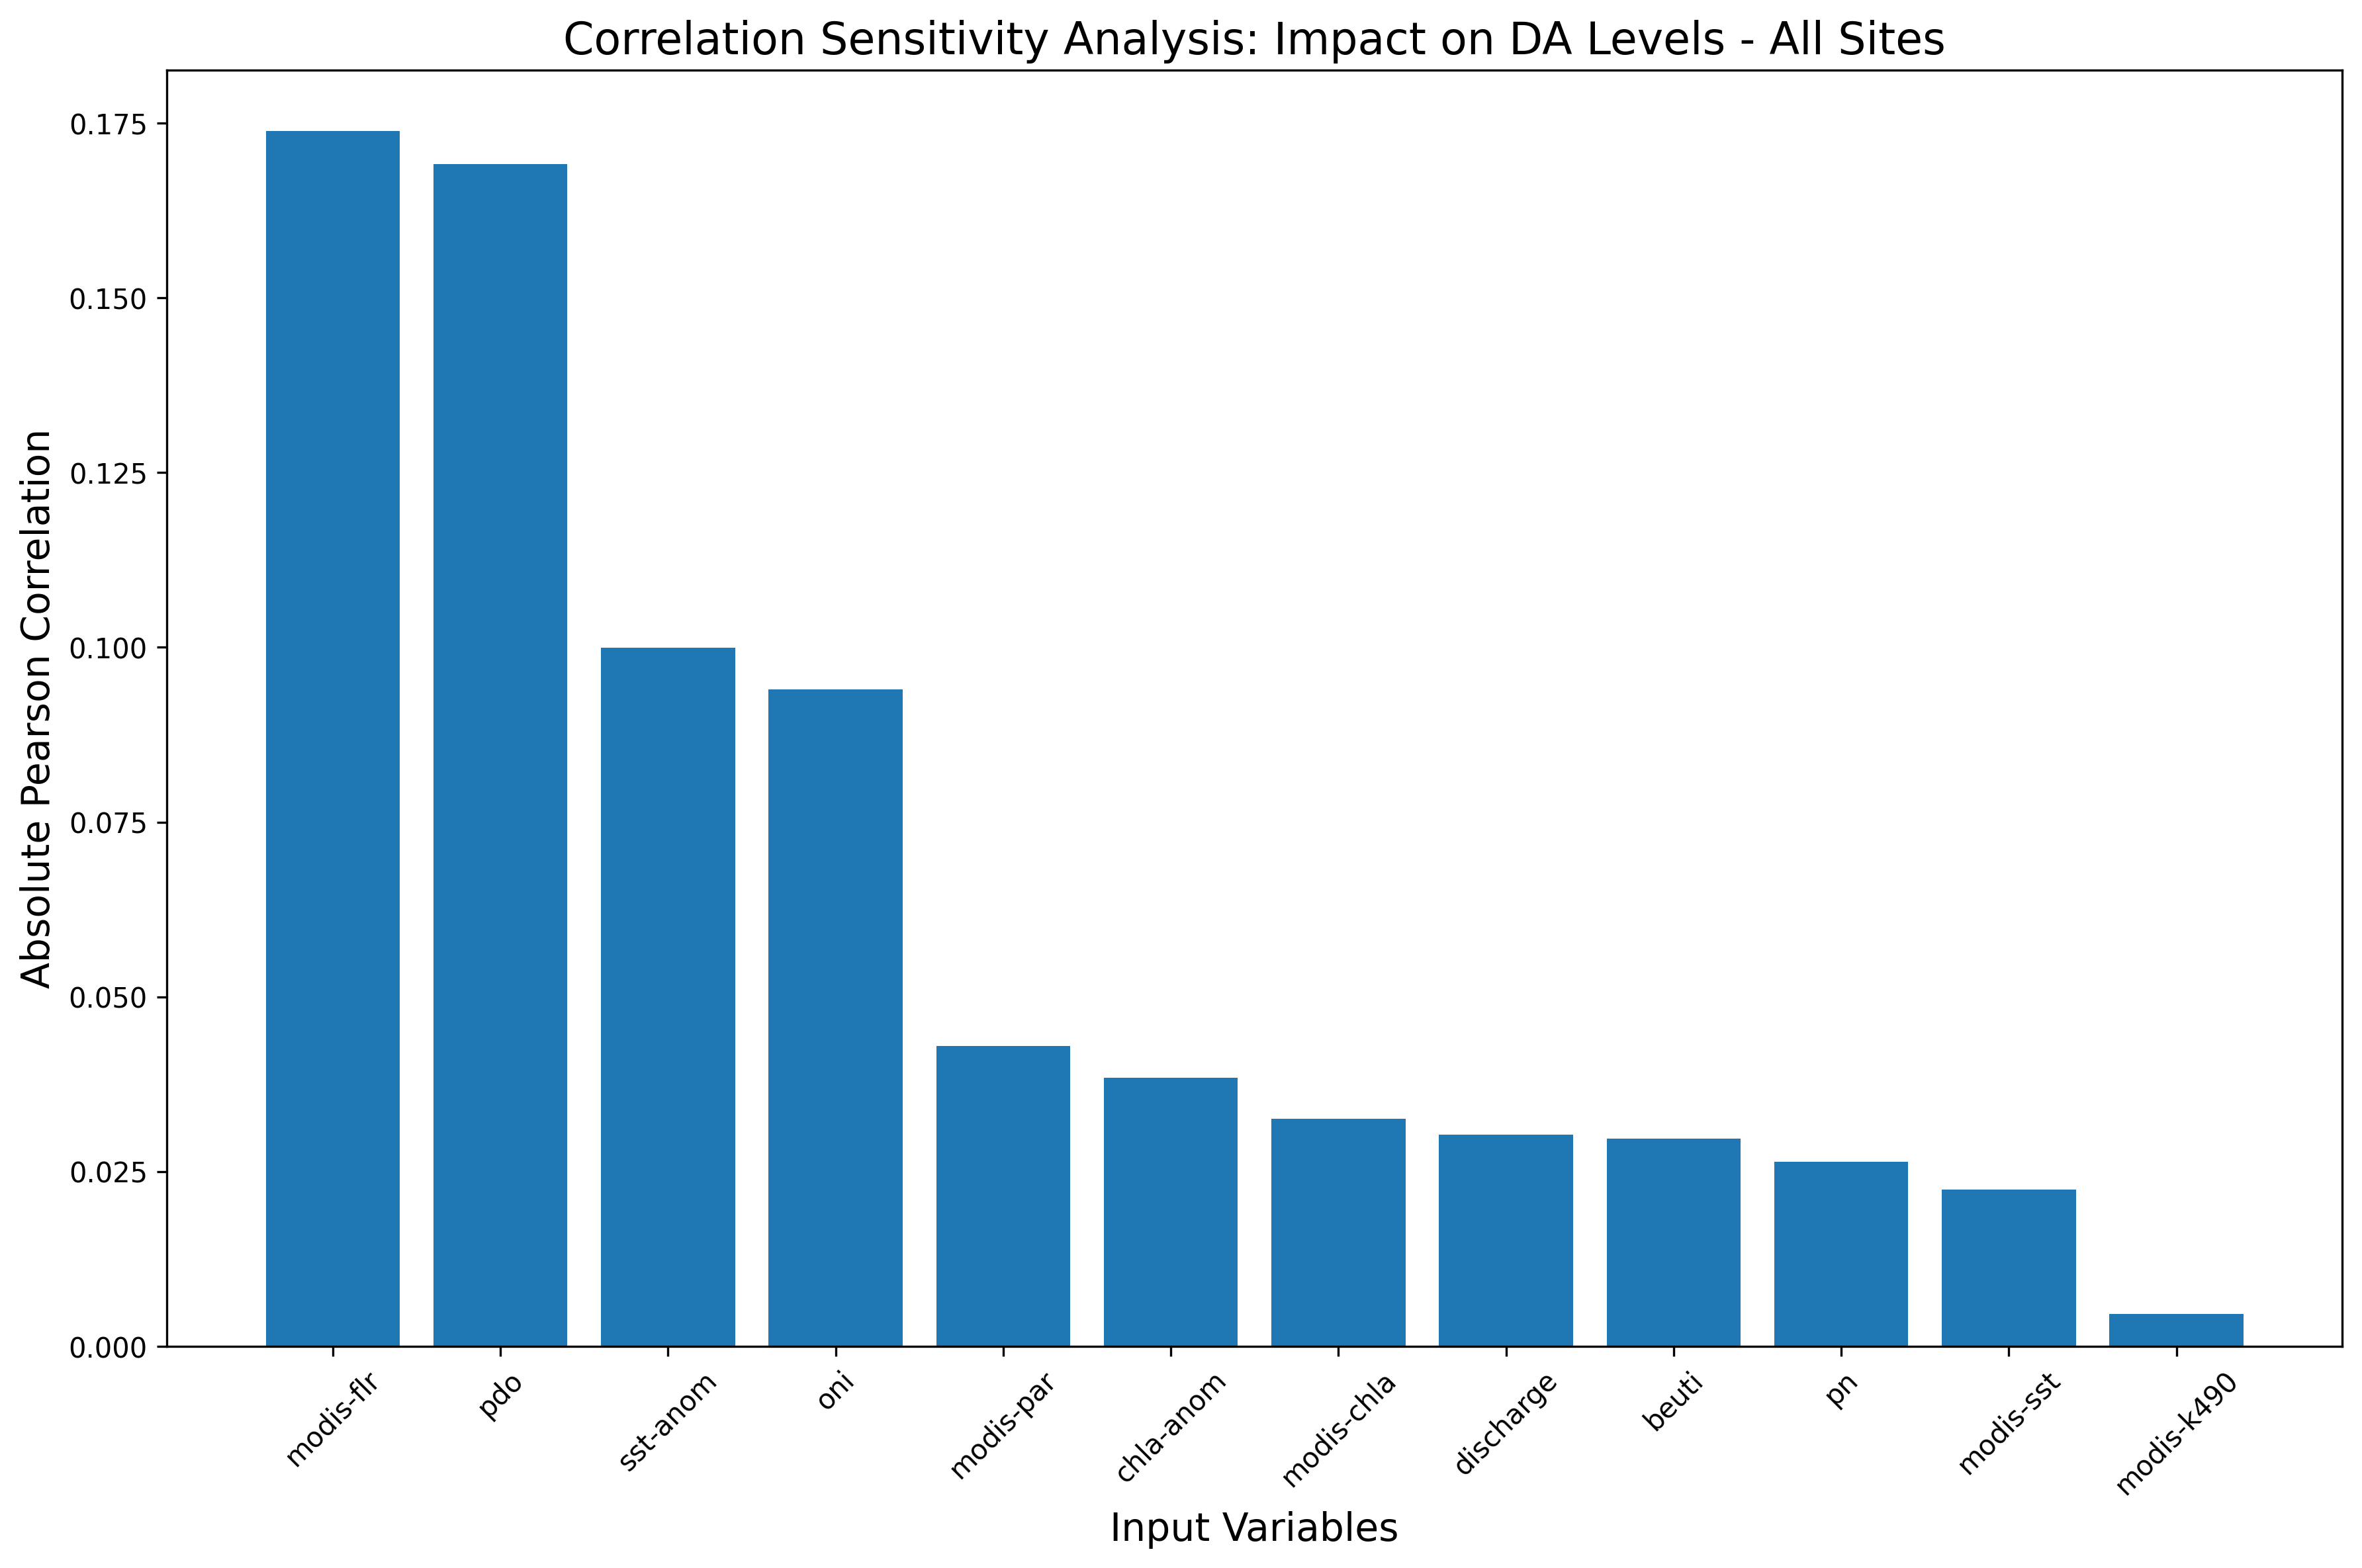 Correlation Sensitivity Analysis: Impact on DA Levels - All Sites
Absolute Pearson Correlation
0.175
0.150
0.125
0.100
0.075
0.050
0.025
0.000
modis-flr
pdo
sst-anom
oni
modis-par
chla-anom
modis-chla
discharge
beuti
pn
modis-sst
modis-k490
Input Variables